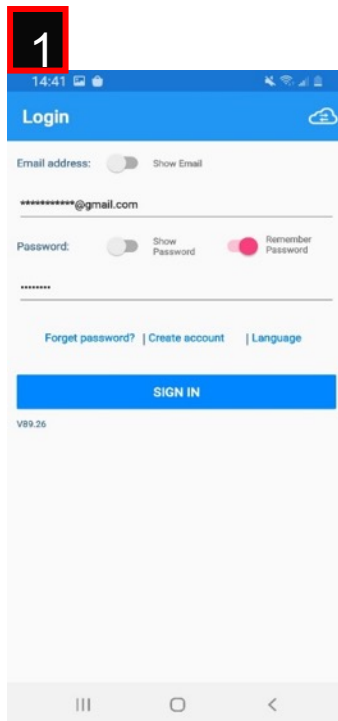 1
14:41
Login
Email address: Show Email
***********@gmail.com
Password: Show Password Remember Password
········
Forget password? | Create account | Language
SIGN IN
V89.26